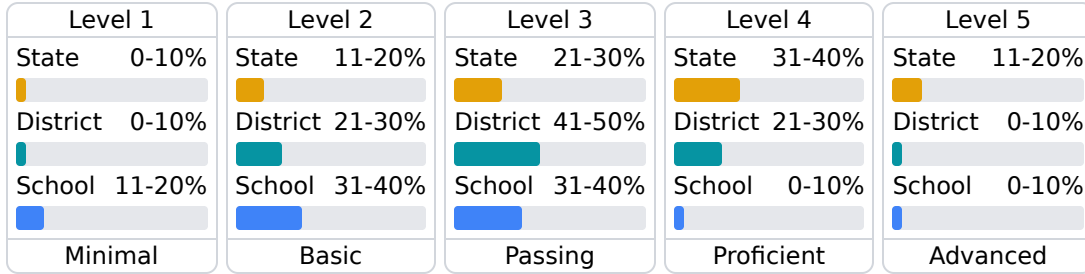 Level 1
State 0-10%
District 0-10%
School 11-20%
Minimal
Level 2
State 11-20%
District 21-30%
School 31-40%
Basic
Level 3
State 21-30%
District 41-50%
School 31-40%
Passing
Level 4
State 31-40%
District 21-30%
School 0-10%
Proficient
Level 5
State 11-20%
District 0-10%
School 0-10%
Advanced